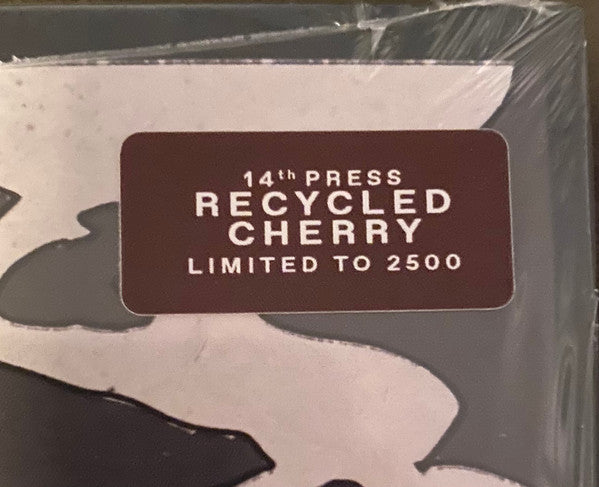 14th PRESS
RECYCLED
CHERRY
LIMITED TO 2500